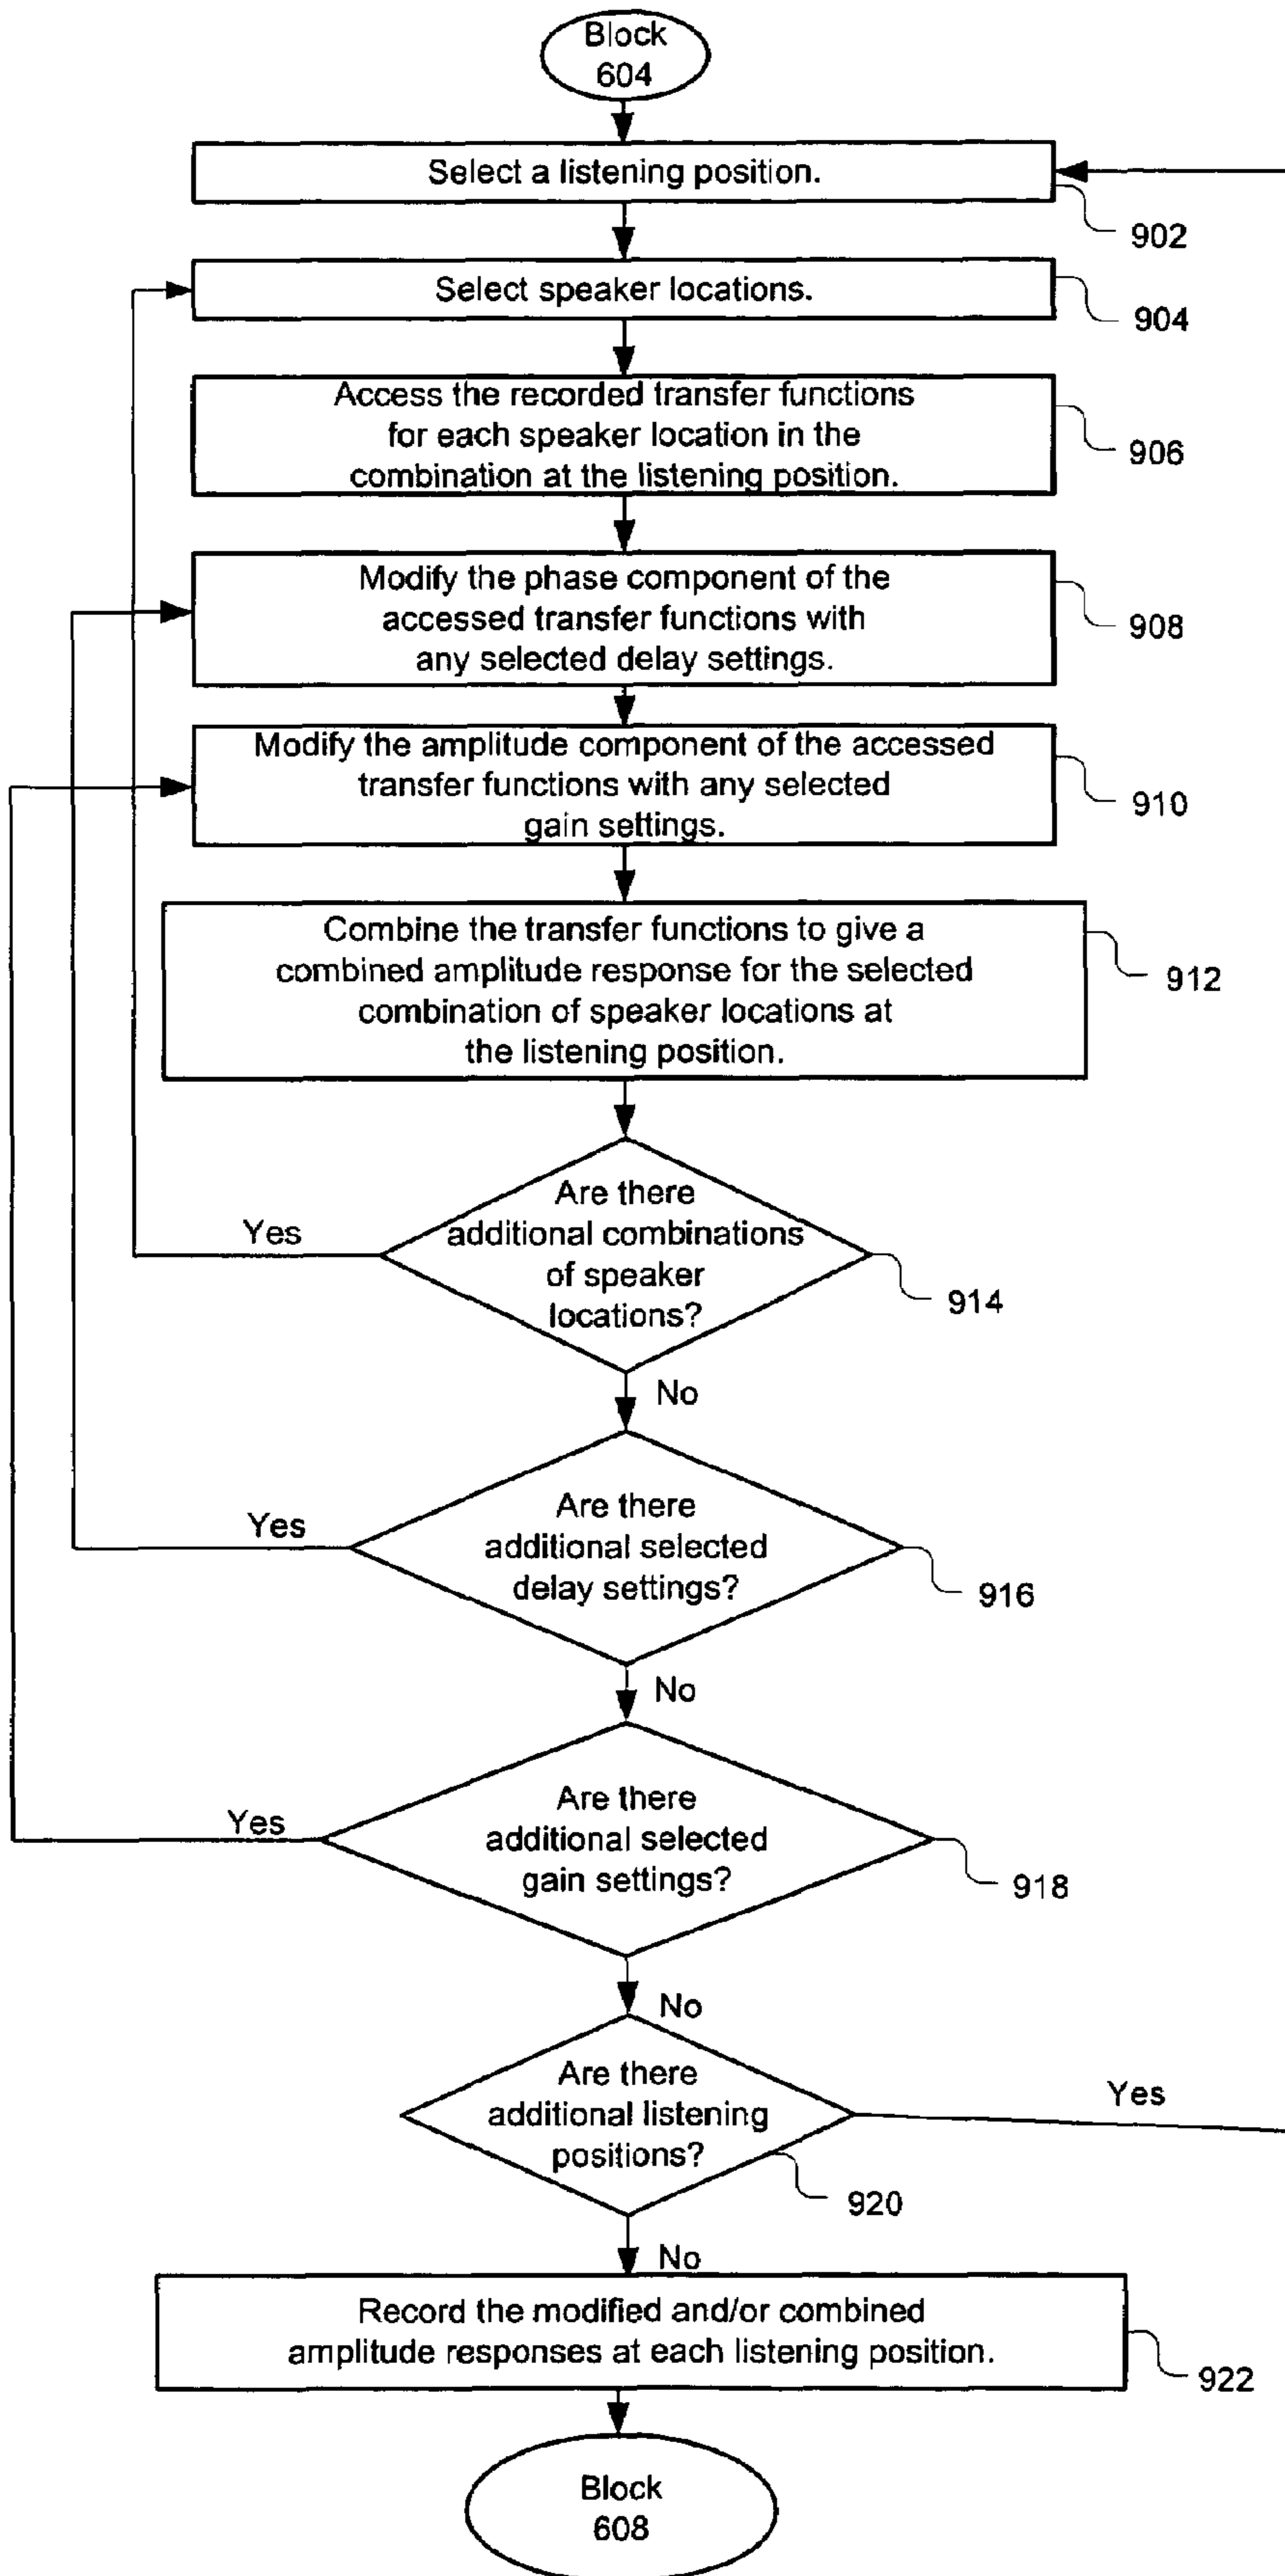 Block
604
Select a listening position.
902
Select speaker locations.
904
Access the recorded transfer functions
for each speaker location in the
combination at the listening position.
906
Modify the phase component of the
accessed transfer functions with
any selected delay settings.
908
Modify the amplitude component of the accessed
transfer functions with any selected
gain settings.
910
Combine the transfer functions to give a
combined amplitude response for the selected
combination of speaker locations at
the listening position.
912
Are there
additional combinations
of speaker
locations?
Yes
914
No
Are there
additional selected
delay settings?
Yes
916
No
Are there
additional selected
gain settings?
Yes
918
No
Are there
additional listening
positions?
Yes
920
No
Record the modified and/or combined
amplitude responses at each listening position.
922
Block
608